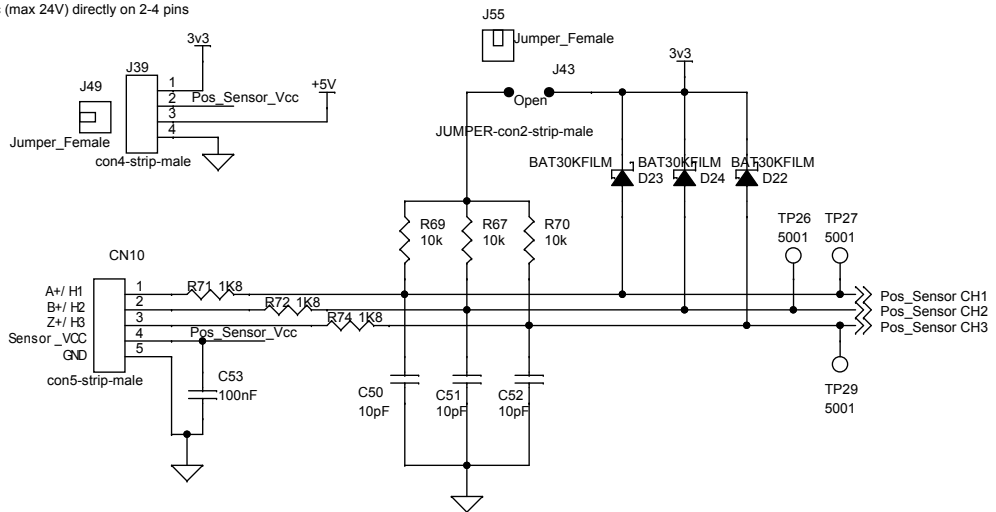 c (max 24V) directly on 2-4 pins
J55
Jumper_Female
3v3
J43
3v3
J39
J49
1
Pos_Sensor_Vcc
2
+5V
3
4
Open
Jumper_Female
con4-strip-male
JUMPER-con2-strip-male
BAT30KFILM
D23
BAT30KFILM
D24
BAT30KFILM
D22
R69
10k
R67
10k
R70
10k
TP26
5001
TP27
5001
CN10
A+/ H1
1
R71 1K8
Pos_Sensor CH1
B+/ H2
2
R72 1K8
Pos_Sensor CH2
Z+/ H3
3
R74 1K8
Pos_Sensor CH3
Sensor _VCC
4
Pos_Sensor_Vcc
GND
5
con5-strip-male
C53
100nF
C50
10pF
C51
10pF
C52
10pF
TP29
5001